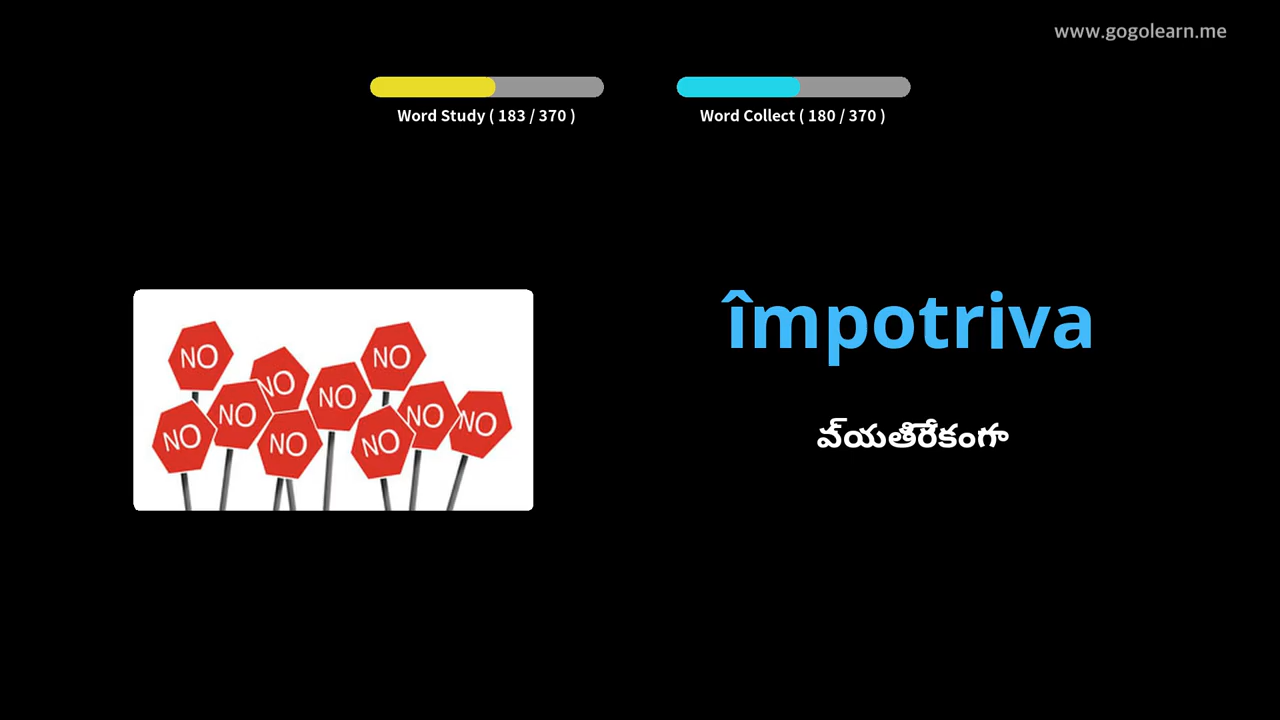 www.gogolearn.me
Word Study ( 183 / 370 )
Word Collect ( 180 / 370 )
NO
NO
NO
NO
NO
NO
NO
NO
NO
NO
împotriva
వ్యతిరేకంగా